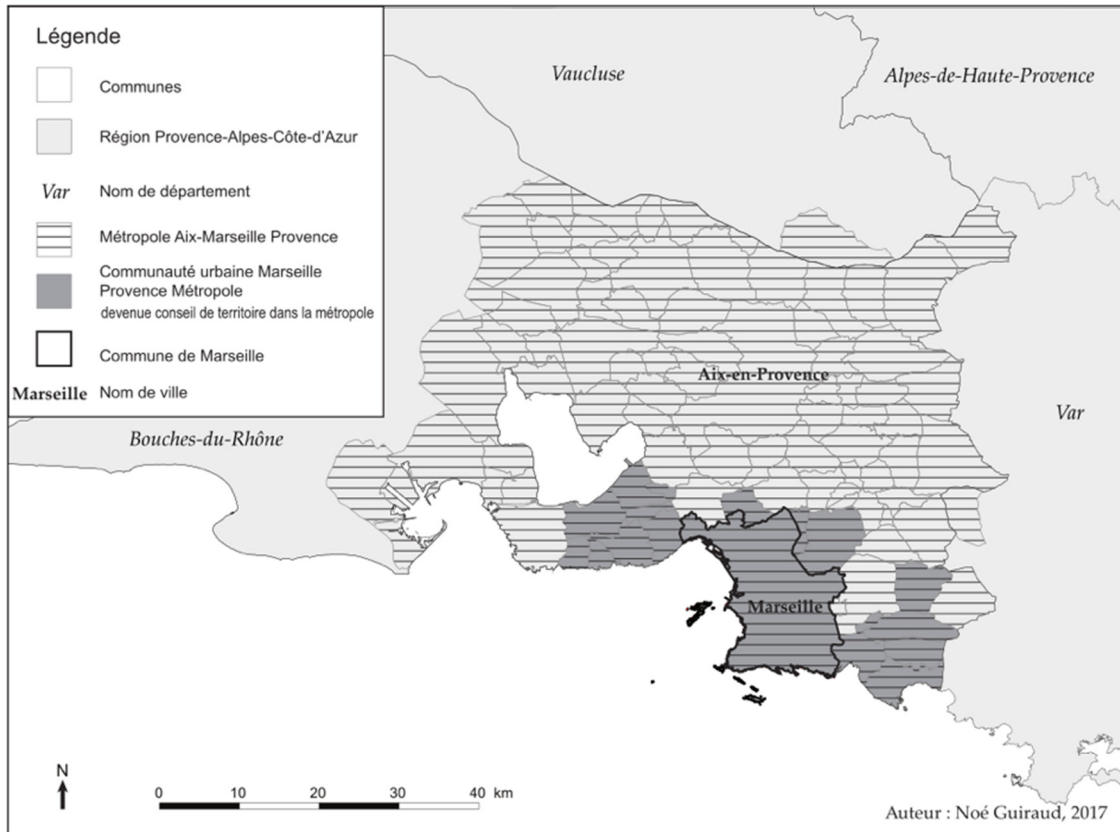 Légende
Communes
Région Provence-Alpes-Côte-d'Azur
Var Nom de département
Métropole Aix-Marseille Provence
Communauté urbaine Marseille
Provence Métropole
devenue conseil de territoire dans la métropole
Commune de Marseille
Marseille Nom de ville
Vaucluse
Alpes-de-Haute-Provence
Aix-en-Provence
Var
Bouches-du-Rhône
Marseille
N
0 10 20 30 40 km
Auteur : Noé Guiraud, 2017